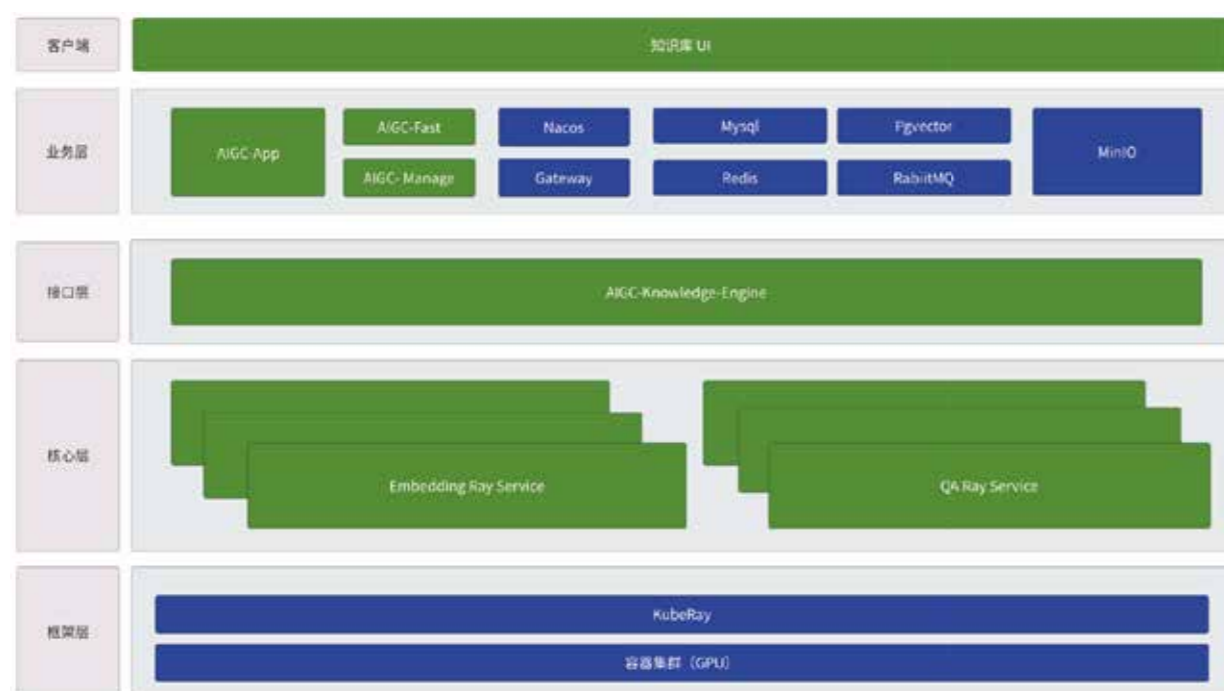 客户端
知识库 UI
业务层
AIGC-App
AIGC-Fast
AIGC- Manage
Nacos
Gateway
Mysql
Redis
Pgvector
RabiitMQ
MinIO
接口层
AIGC-Knowledge-Engine
核心层
Embedding Ray Service
QA Ray Service
框架层
KubeRay
容器集群（GPU）